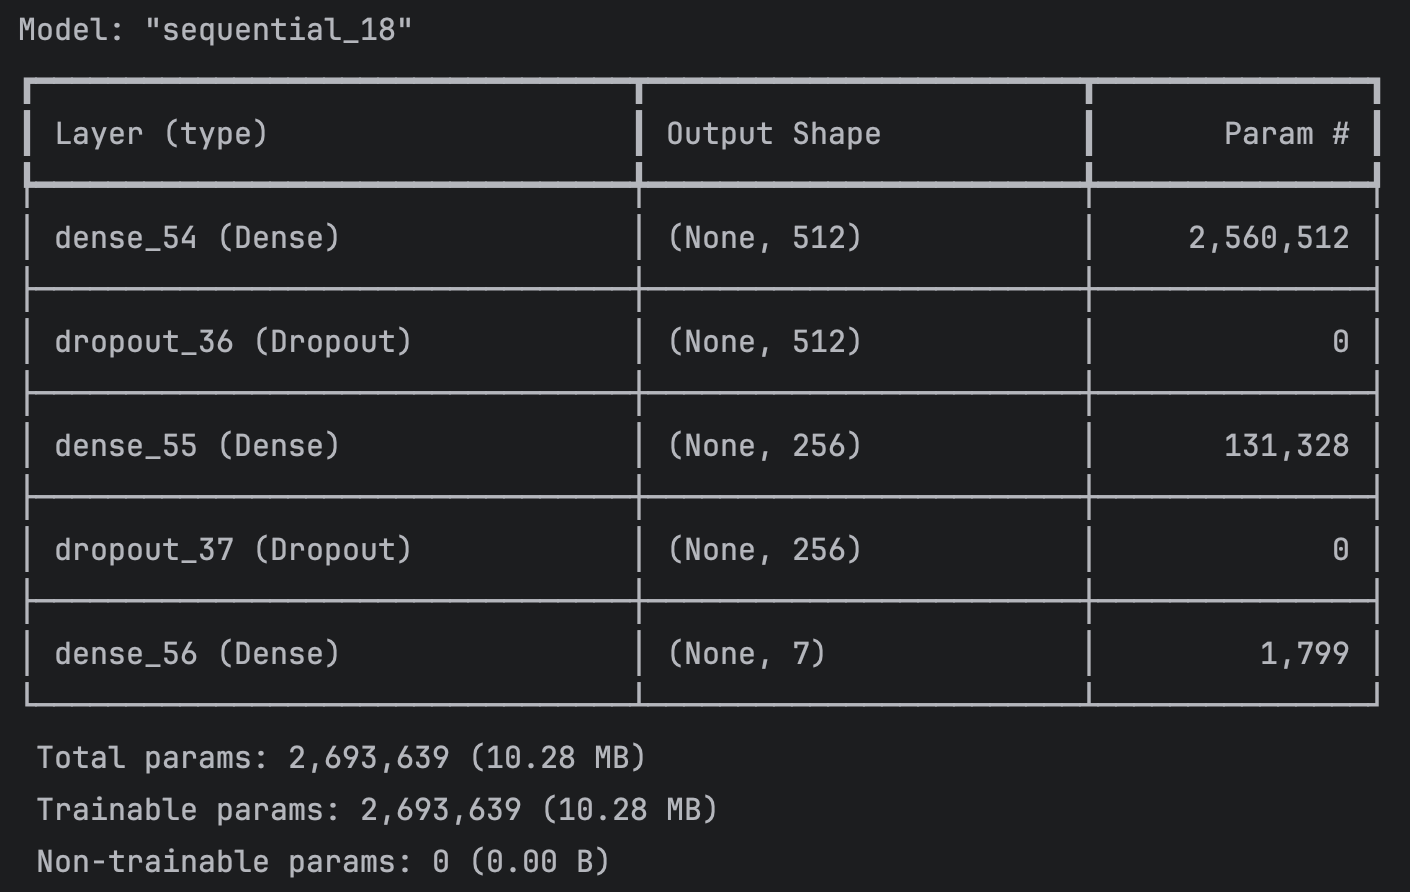 Model: "sequential_18"
Layer (type) Output Shape Param #
dense_54 (Dense) (None, 512) 2,560,512
dropout_36 (Dropout) (None, 512) 0
dense_55 (Dense) (None, 256) 131,328
dropout_37 (Dropout) (None, 256) 0
dense_56 (Dense) (None, 7) 1,799
Total params: 2,693,639 (10.28 MB)
Trainable params: 2,693,639 (10.28 MB)
Non-trainable params: 0 (0.00 B)